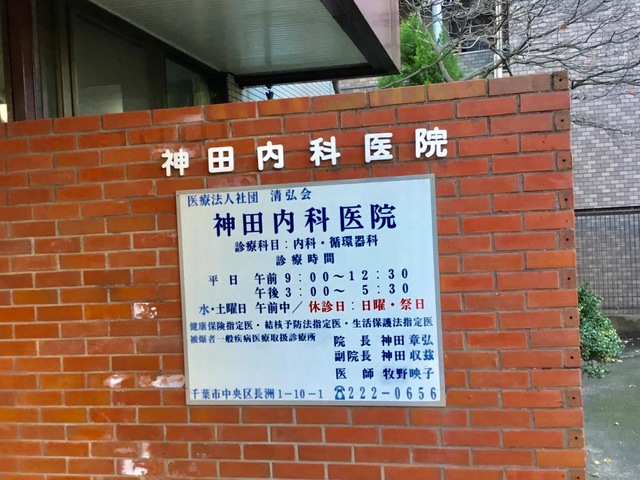 神田内科医院
医療法人社団 清弘会
神田内科医院
診療科目:内科・循環器科
診療時間
平日 午前9:00〜12:30
午後3:00〜 5:30
水・土曜日 午前中/休診日:日曜・祭日
健康保険指定医・結核予防法指定医・生活保護法指定医
被爆者一般疾病医療取扱診療所
院長 神田章弘
副院長 神田収茲
医師 牧野映子
千葉市中央区長洲1-10-1 ☎222-0656